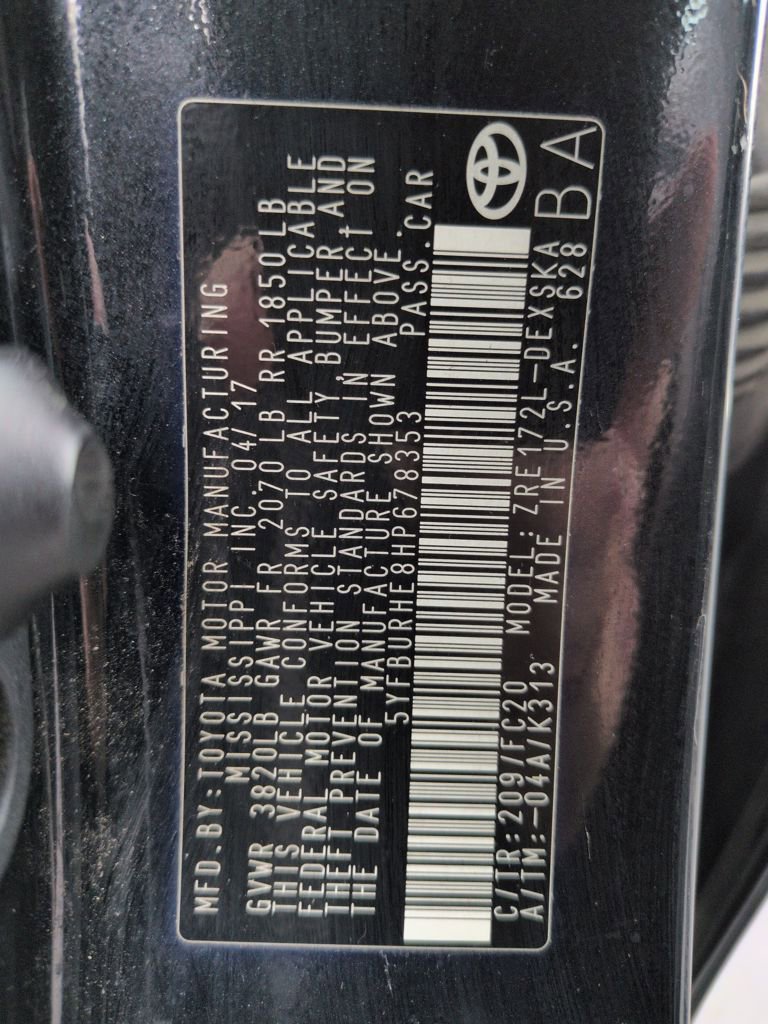 MFD.BY:TOYOTA MOTOR MANUFACTURING
MISSISSIPPI INC. 04/17
GVWR 3820LB GAWR FR 2070 LB RR 1850 LB
THIS VEHICLE CONFORMS TO ALL APPLICABLE
FEDERAL MOTOR VEHICLE SAFETY BUMPER AND
THEFT PREVENTION STANDARDS IN EFFECT ON
THE DATE OF MANUFACTURE SHOWN ABOVE.
5YFBURHE8HP678353 PASS.CAR
C/TR:209/FC20 MODEL:ZRE172L-DEXSKA
A/TM:-04A/K313 MADE IN U.S.A. 628
BA